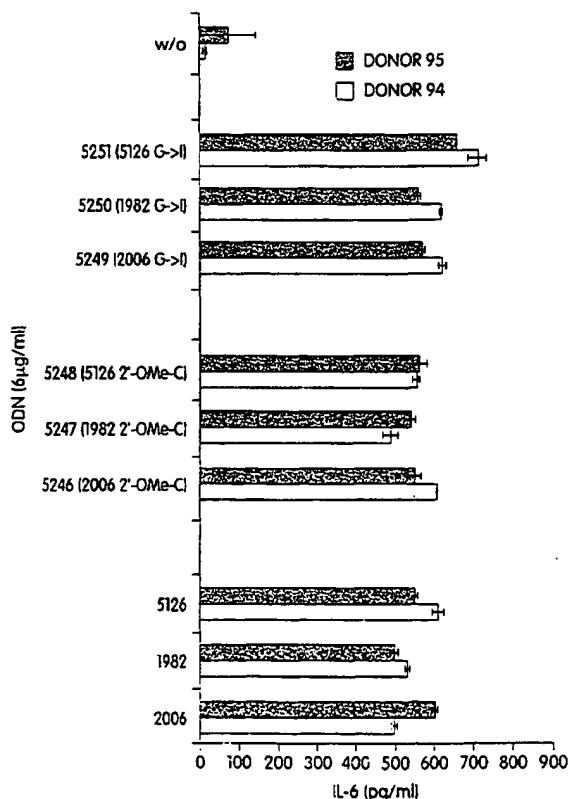 w/o
DONOR 95
DONOR 94
5251 (5126 G->I)
5250 (1982 G->I)
5249 (2006 G->I)
5248 (5126 2'-OMe-C)
5247 (1982 2'-OMe-C)
5246 (2006 2'-OMe-C)
5126
1982
2006
ODN (6µg/ml)
0 100 200 300 400 500 600 700 800 900
IL-6 (pg/ml)